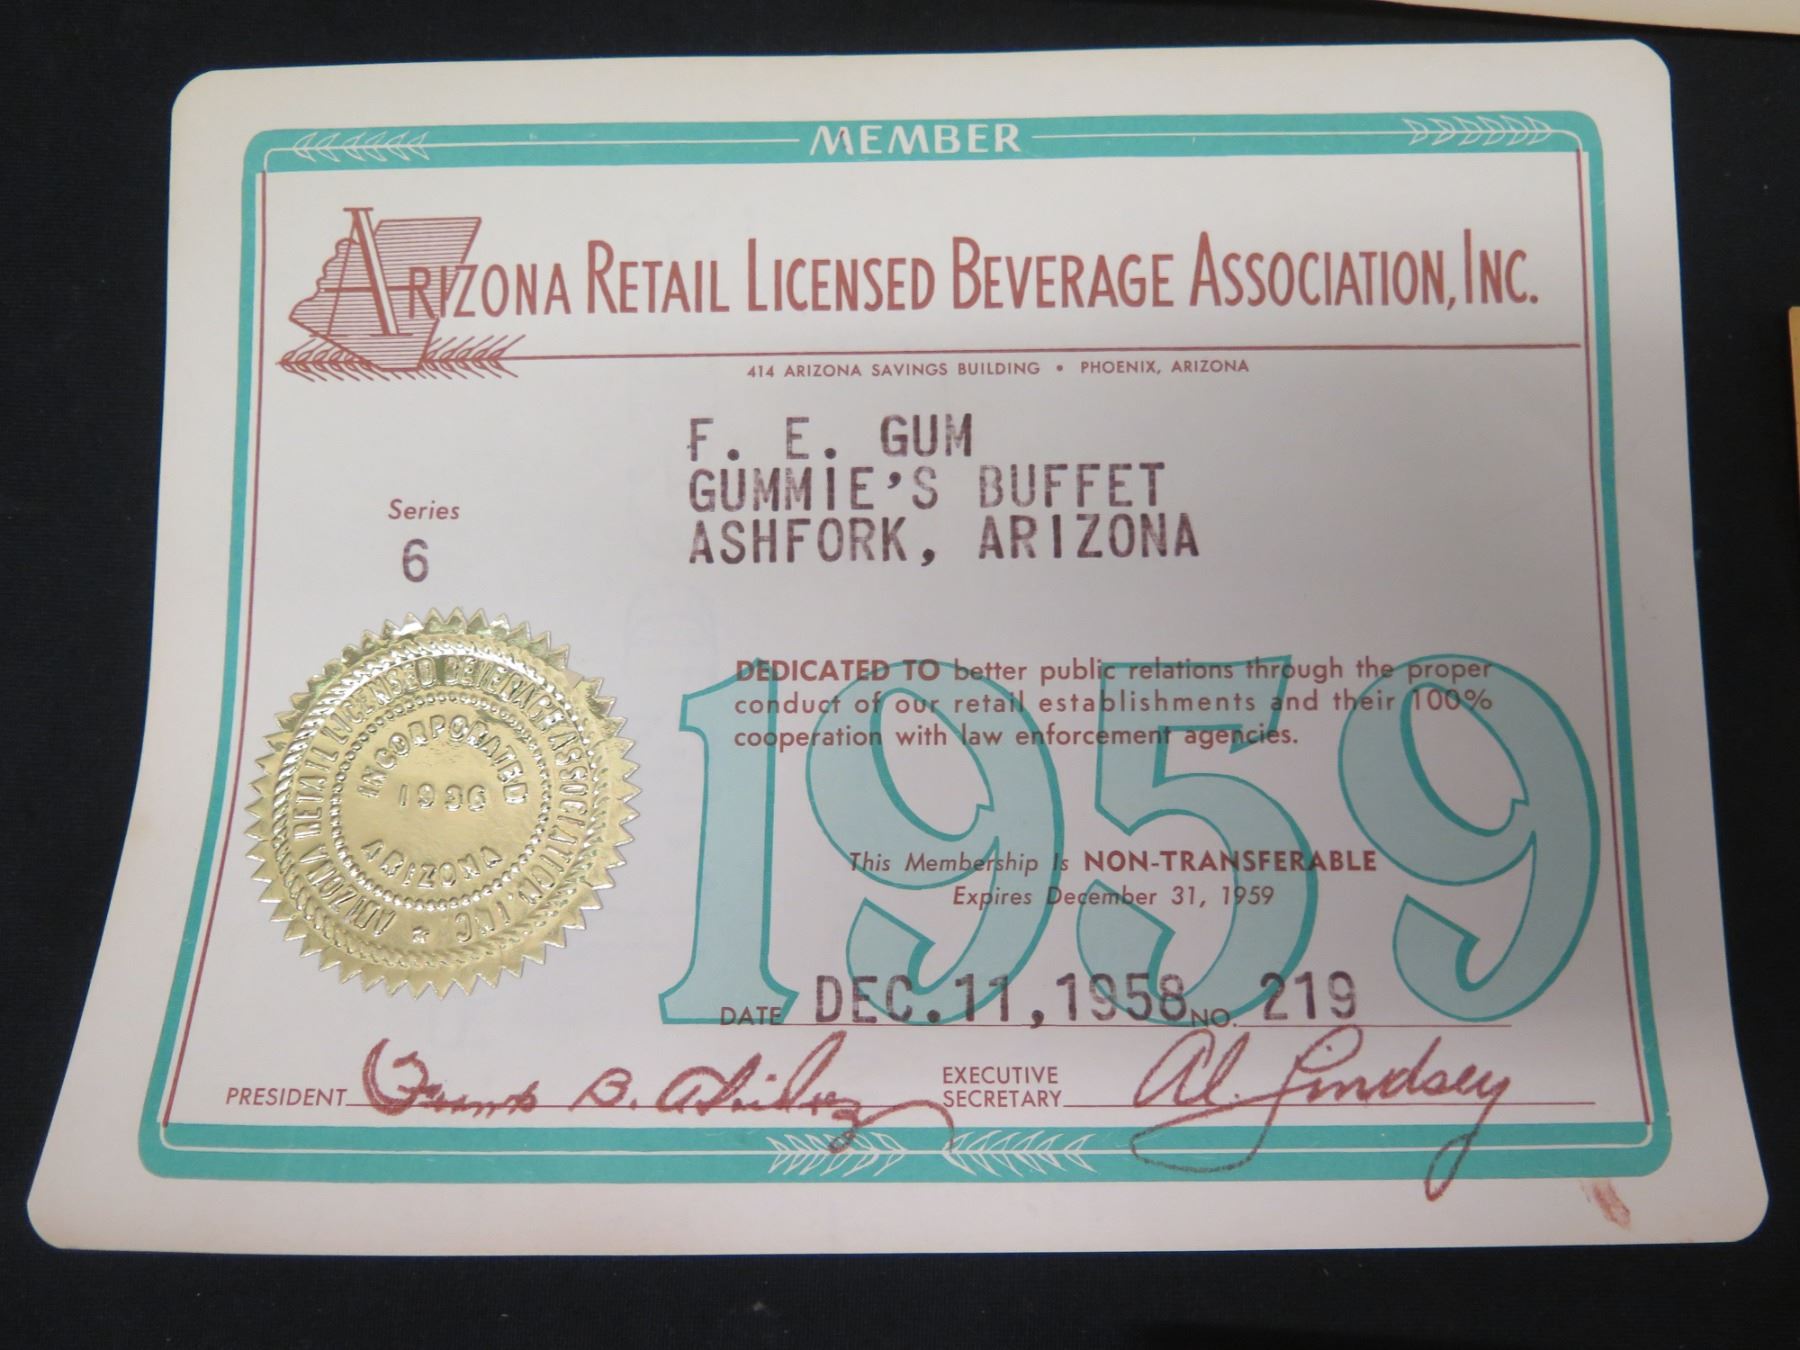 MEMBER
ARIZONA RETAIL LICENSED BEVERAGE ASSOCIATION, INC.
414 ARIZONA SAVINGS BUILDING • PHOENIX, ARIZONA
F. E. GUM
GUMMIE'S BUFFET
ASHFORK, ARIZONA
Series
6
ARIZONA RETAIL LICENSED BEVERAGE ASSOCIATION, INC
INCORPORATED
1936
ARIZONA
1959
DEDICATED TO better public relations through the proper
conduct of our retail establishments and their 100%
cooperation with law enforcement agencies.
This Membership Is NON-TRANSFERABLE
Expires December 31, 1959
DATE DEC. 11, 1958 NO. 219
PRESIDENT Frank B.
EXECUTIVE
SECRETARY Al. Lindsey